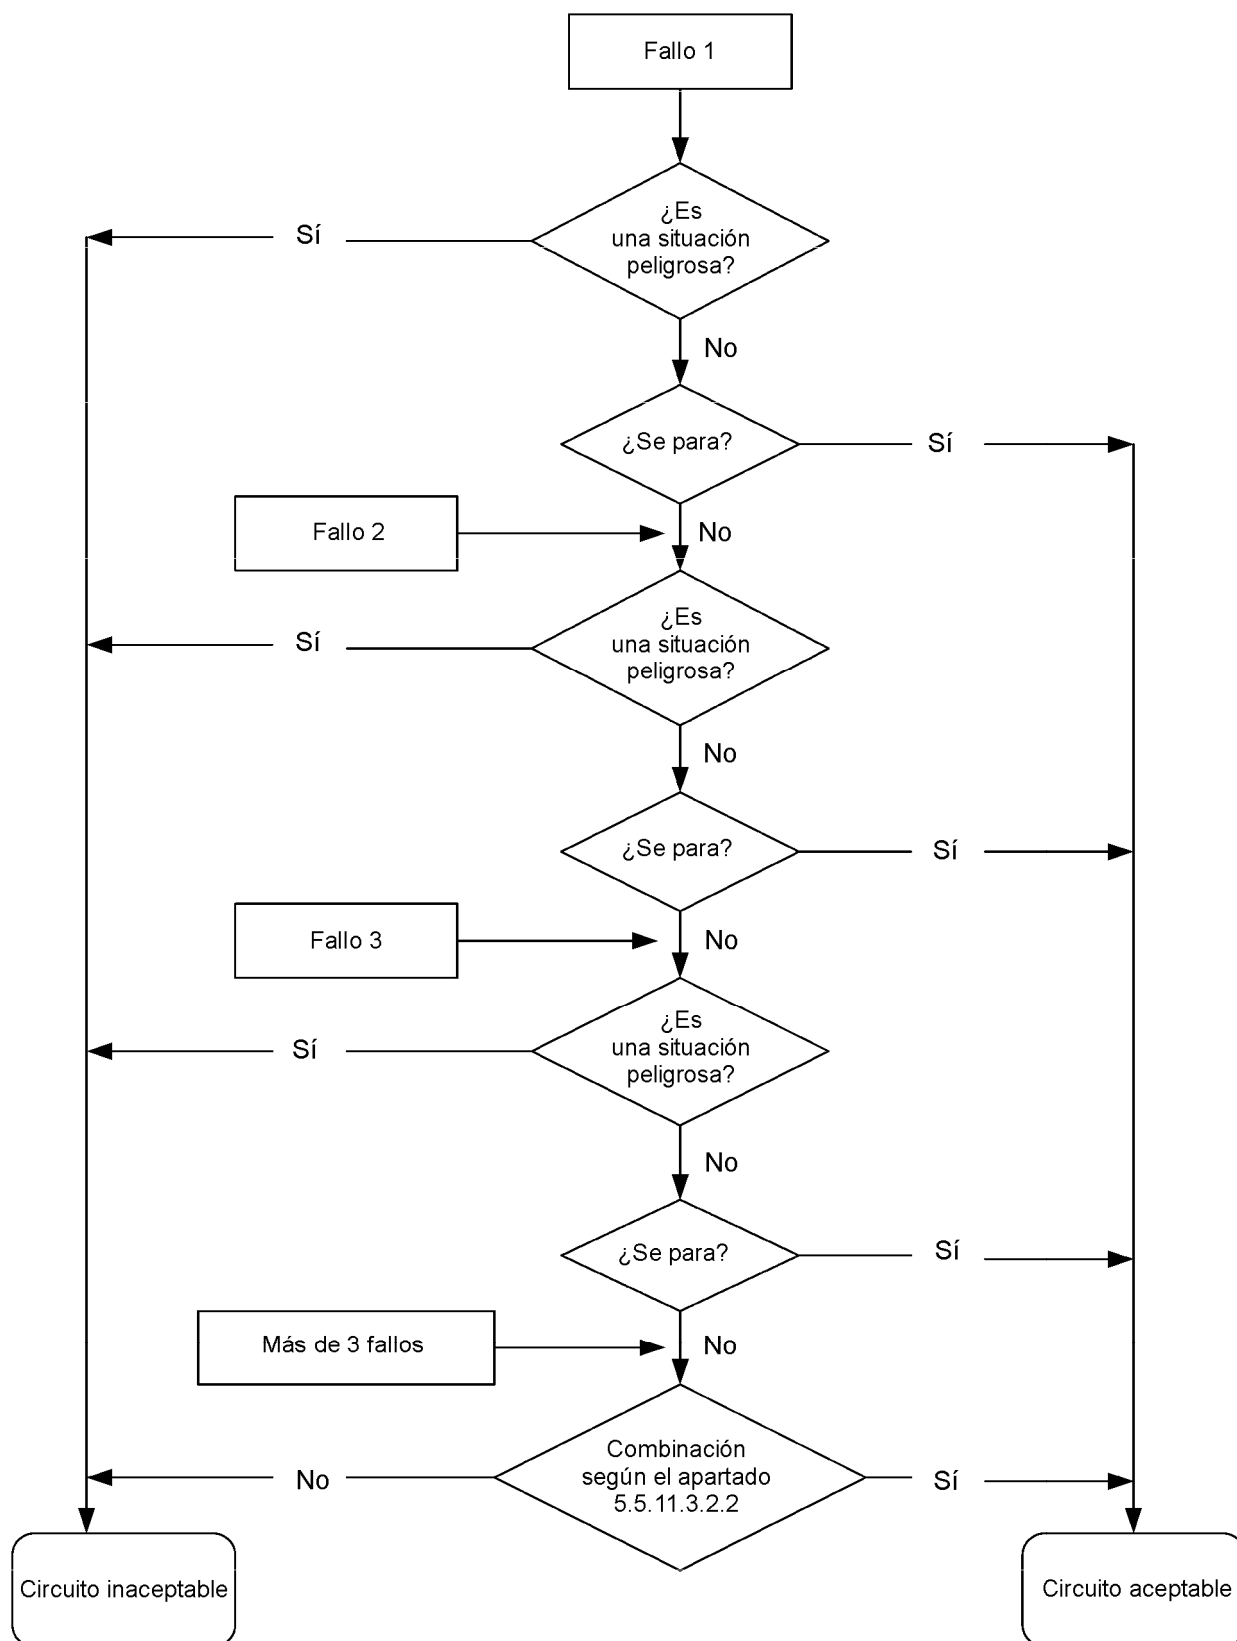 Fallo 1
¿Es
una situación
peligrosa?
Sí
No
¿Se para?
Sí
Fallo 2
No
¿Es
una situación
peligrosa?
Sí
No
¿Se para?
Sí
Fallo 3
No
¿Es
una situación
peligrosa?
Sí
No
¿Se para?
Sí
Más de 3 fallos
No
Combinación
según el apartado
5.5.11.3.2.2
No
Sí
Circuito inaceptable
Circuito aceptable